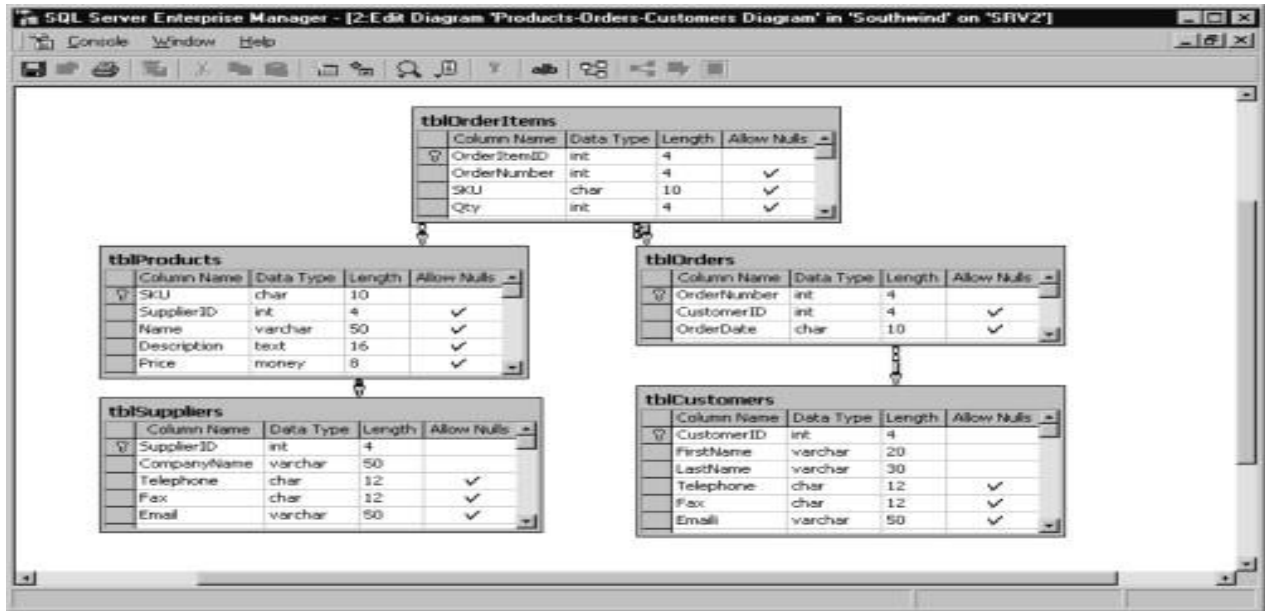 SQL Server Enterprise Manager - [2:Edit Diagram 'Products-Orders-Customers Diagram' in 'Southwind' on 'SRV2']
Console Window Help
tblOrderItems
Column Name Data Type Length Allow Nulls
OrderItemID int 4
OrderNumber int 4 ✓
SKU char 10 ✓
Qty int 4 ✓
tblProducts
Column Name Data Type Length Allow Nulls
SKU char 10
SupplierID int 4 ✓
Name varchar 50 ✓
Description text 16 ✓
Price money 8 ✓
tblOrders
Column Name Data Type Length Allow Nulls
OrderNumber int 4
CustomerID int 4 ✓
OrderDate char 10 ✓
tblSuppliers
Column Name Data Type Length Allow Nulls
SupplierID int 4
CompanyName varchar 50
Telephone char 12 ✓
Fax char 12 ✓
Email varchar 50 ✓
tblCustomers
Column Name Data Type Length Allow Nulls
CustomerID int 4
FirstName varchar 20
LastName varchar 30
Telephone char 12 ✓
Fax char 12 ✓
Emaili varchar 50 ✓